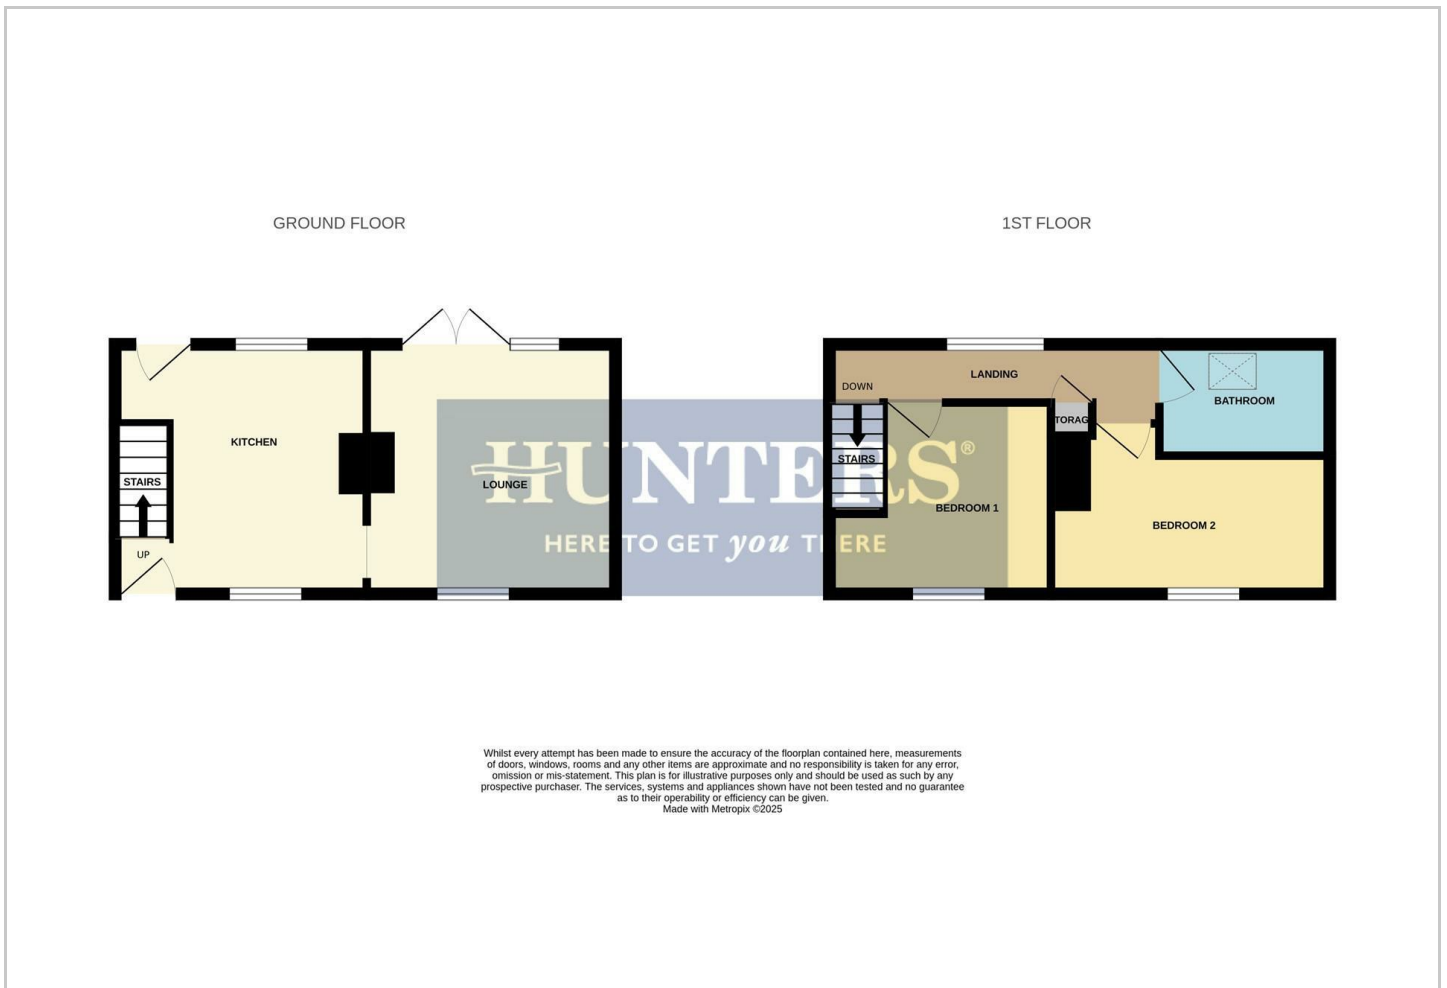 GROUND FLOOR
1ST FLOOR
DOWN
LANDING
BATHROOM
TORAG
KITCHEN
STAIRS
UP
LOUNGE
STAIRS
BEDROOM 1
BEDROOM 2
HUNTERS®
HERE TO GET you THERE
Whilst every attempt has been made to ensure the accuracy of the floorplan contained here, measurements
of doors, windows, rooms and any other items are approximate and no responsibility is taken for any error,
omission or mis-statement. This plan is for illustrative purposes only and should be used as such by any
prospective purchaser. The services, systems and appliances shown have not been tested and no guarantee
as to their operability or efficiency can be given.
Made with Metropix ©2025